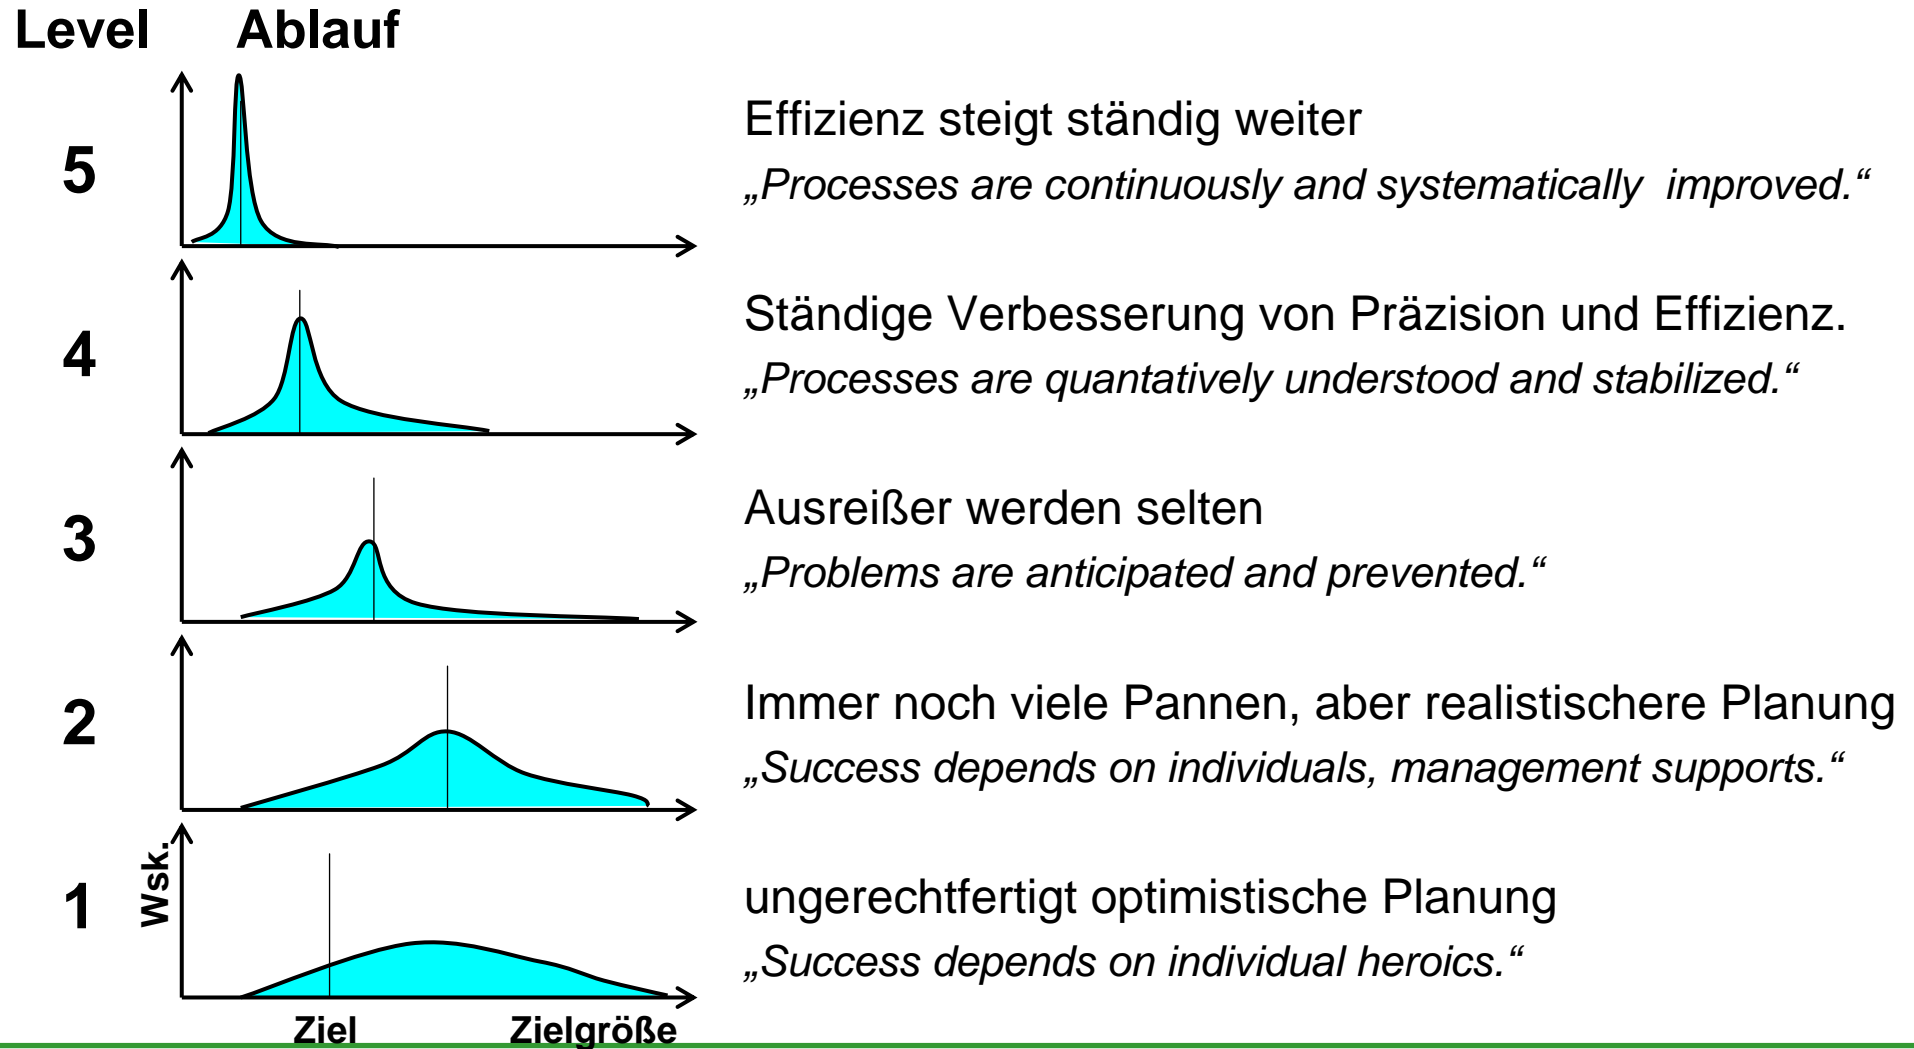 Level Ablauf
5
Effizienz steigt ständig weiter
„Processes are continuously and systematically improved.“
4
Ständige Verbesserung von Präzision und Effizienz.
„Processes are quantatively understood and stabilized.“
3
Ausreißer werden selten
„Problems are anticipated and prevented.“
2
Immer noch viele Pannen, aber realistischere Planung
„Success depends on individuals, management supports.“
1
Wsk.
ungerechtfertigt optimistische Planung
„Success depends on individual heroics.“
Ziel Zielgröße